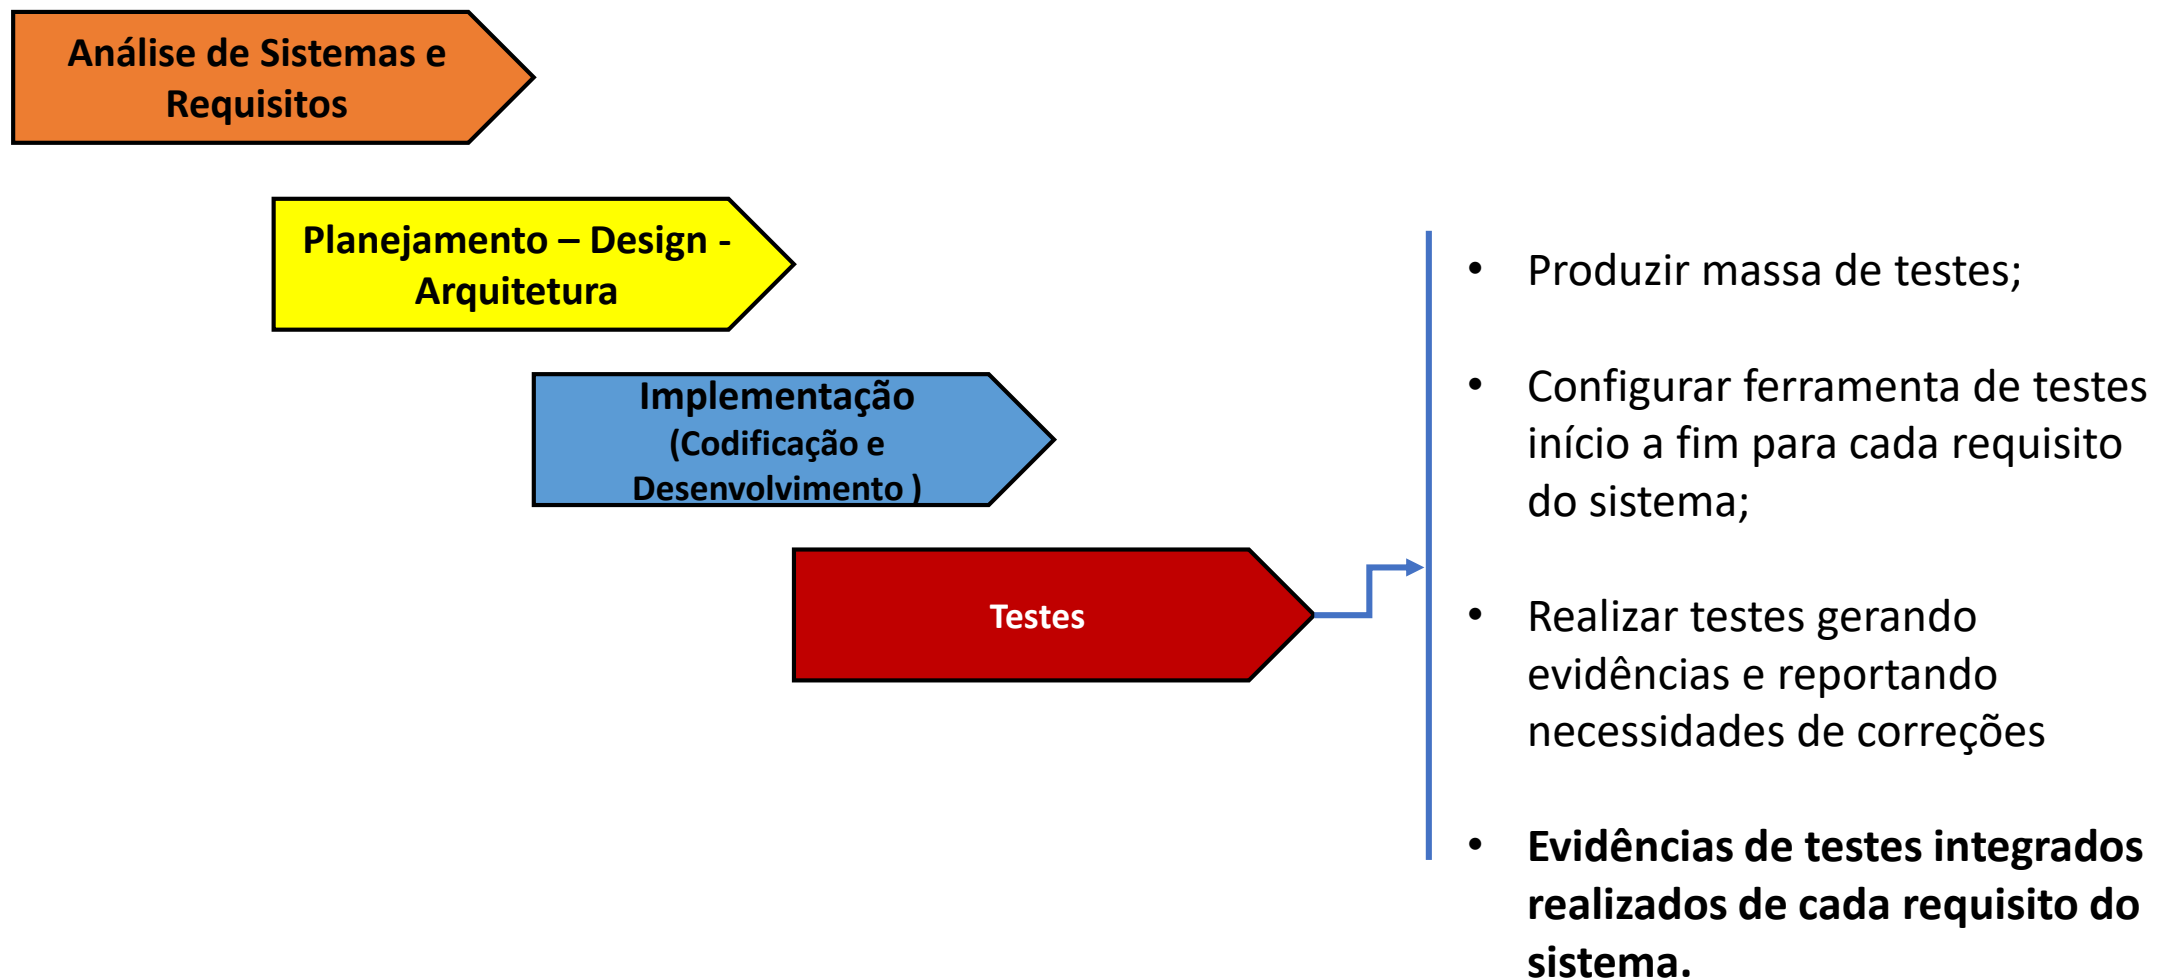 Análise de Sistemas e
Requisitos
Planejamento – Design -
Arquitetura
Implementação
(Codificação e
Desenvolvimento )
Testes
• Produzir massa de testes;
• Configurar ferramenta de testes
início a fim para cada requisito
do sistema;
• Realizar testes gerando
evidências e reportando
necessidades de correções
• Evidências de testes integrados
realizados de cada requisito do
sistema.